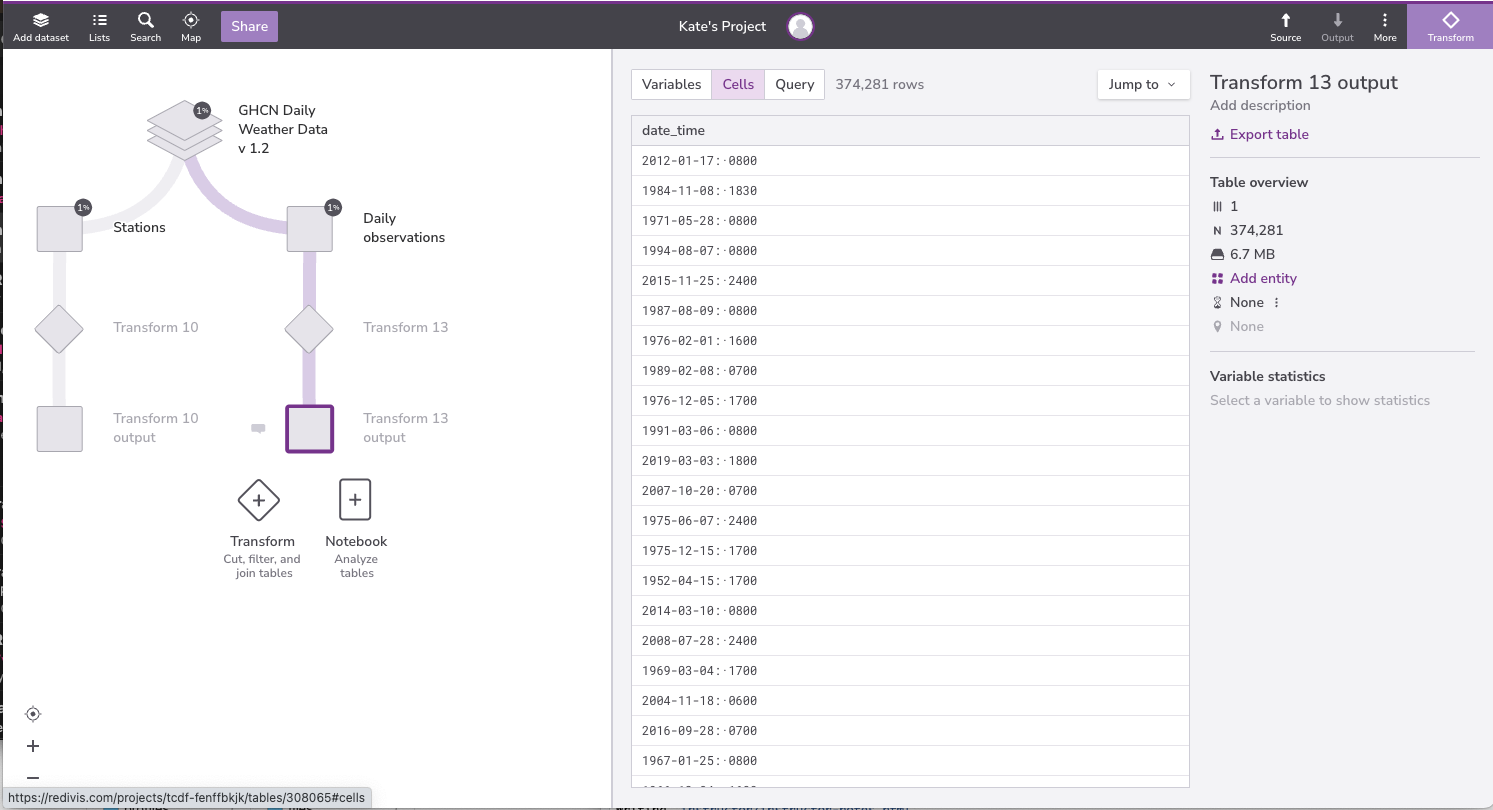 Add dataset
Lists
Search
Map
Share
Kate's Project
Source
Output
More
Transform
1%
GHCN Daily
Weather Data
v 1.2
1%
Stations
1%
Daily
observations
Transform 10
Transform 13
Transform 10
output
Transform 13
output
Transform
Cut, filter, and
join tables
Notebook
Analyze
tables
https://redivis.com/projects/tcdf-fenffbkjk/tables/308065#cells
Variables
Cells
Query
374,281 rows
Jump to
date_time
2012-01-17:·0800
1984-11-08:·1830
1971-05-28:·0800
1994-08-07:·0800
2015-11-25:·2400
1987-08-09:·0800
1976-02-01:·1600
1989-02-08:·0700
1976-12-05:·1700
1991-03-06:·0800
2019-03-03:·1800
2007-10-20:·0700
1975-06-07:·2400
1975-12-15:·1700
1952-04-15:·1700
2014-03-10:·0800
2008-07-28:·2400
1969-03-04:·1700
2004-11-18:·0600
2016-09-28:·0700
1967-01-25:·0800
Transform 13 output
Add description
Export table
Table overview
1
N 374,281
6.7 MB
Add entity
None
None
Variable statistics
Select a variable to show statistics